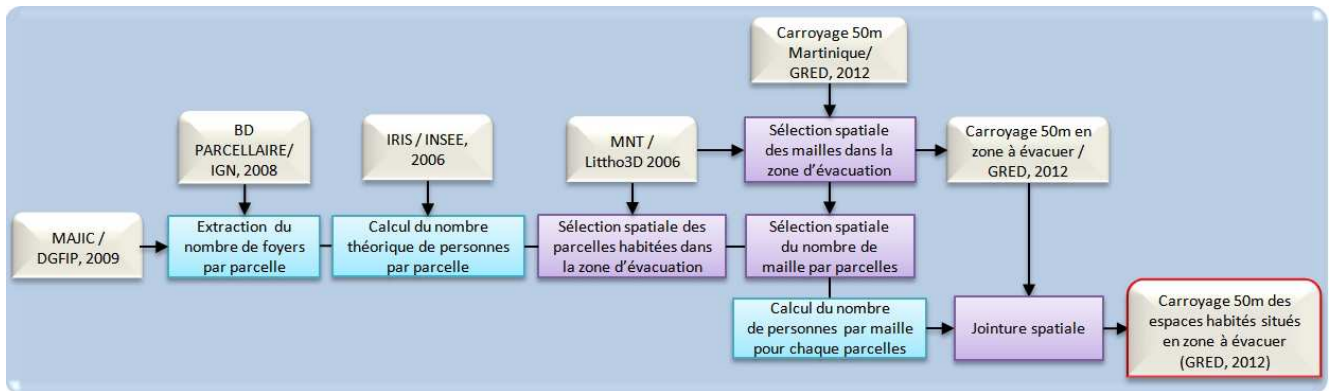 Carroyage 50m
Martinique/
GRED, 2012
BD
PARCELLAIRE/
IGN, 2008
IRIS / INSEE,
2006
MNT /
Littho3D 2006
Sélection spatiale
des mailles dans la
zone d'évacuation
Carroyage 50m en
zone à évacuer /
GRED, 2012
MAJIC /
DGFIP, 2009
Extraction du
nombre de foyers
par parcelle
Calcul du nombre
théorique de personnes
par parcelle
Sélection spatiale des
parcelles habitées dans
la zone d'évacuation
Sélection spatiale
du nombre de
maille par parcelles
Calcul du nombre
de personnes par maille
pour chaque parcelles
Jointure spatiale
Carroyage 50m des
espaces habités situés
en zone à évacuer
(GRED, 2012)